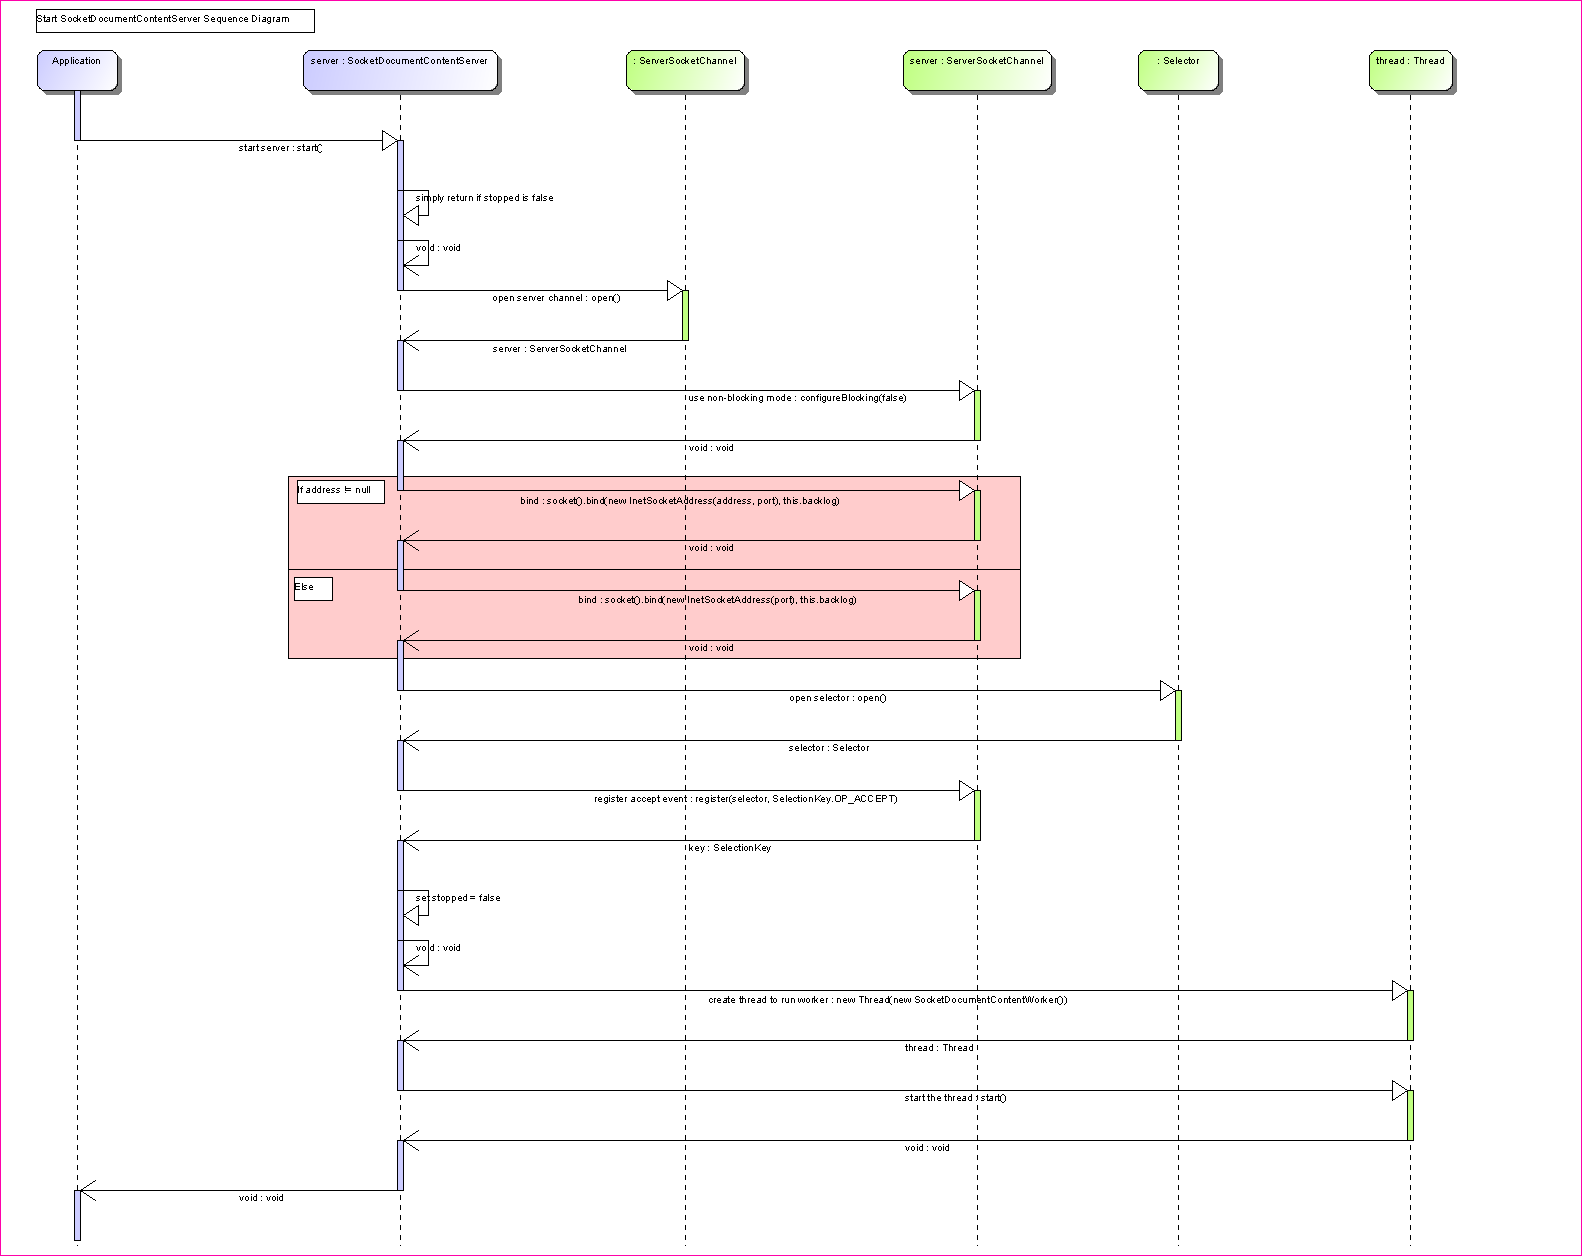 Start SocketDocumentContentServer Sequence Diagram
Application
server : SocketDocumentContentServer
: ServerSocketChannel
server : ServerSocketChannel
: Selector
thread : Thread
start server : start()
simply return if stopped is false
void : void
open server channel : open()
server : ServerSocketChannel
use non-blocking mode : configureBlocking(false)
void : void
If address != null
bind : socket().bind(new InetSocketAddress(address, port), this.backlog)
void : void
Else
bind : socket().bind(new InetSocketAddress(port), this.backlog)
void : void
open selector : open()
selector : Selector
register accept event : register(selector, SelectionKey.OP_ACCEPT)
key : SelectionKey
set stopped = false
void : void
create thread to run worker : new Thread(new SocketDocumentContentWorker())
thread : Thread
start the thread : start()
void : void
void : void